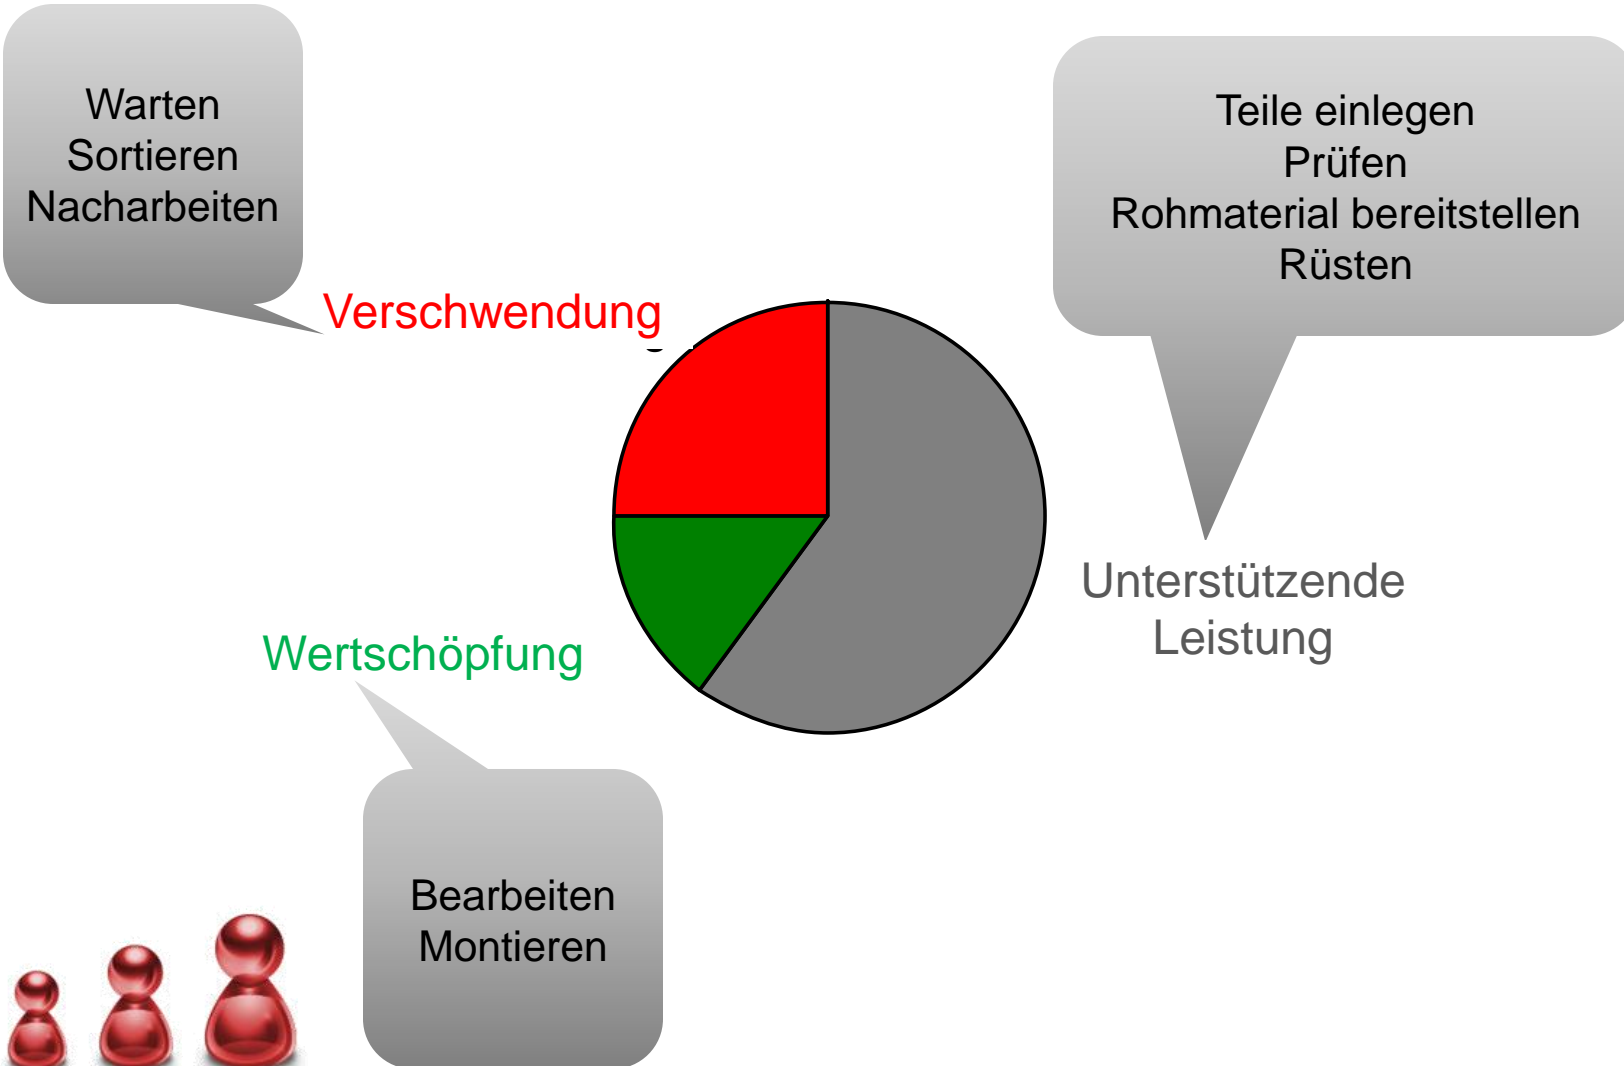 Warten
Sortieren
Nacharbeiten
Teile einlegen
Prüfen
Rohmaterial bereitstellen
Rüsten
Verschwendung
Unterstützende
Leistung
Wertschöpfung
Bearbeiten
Montieren